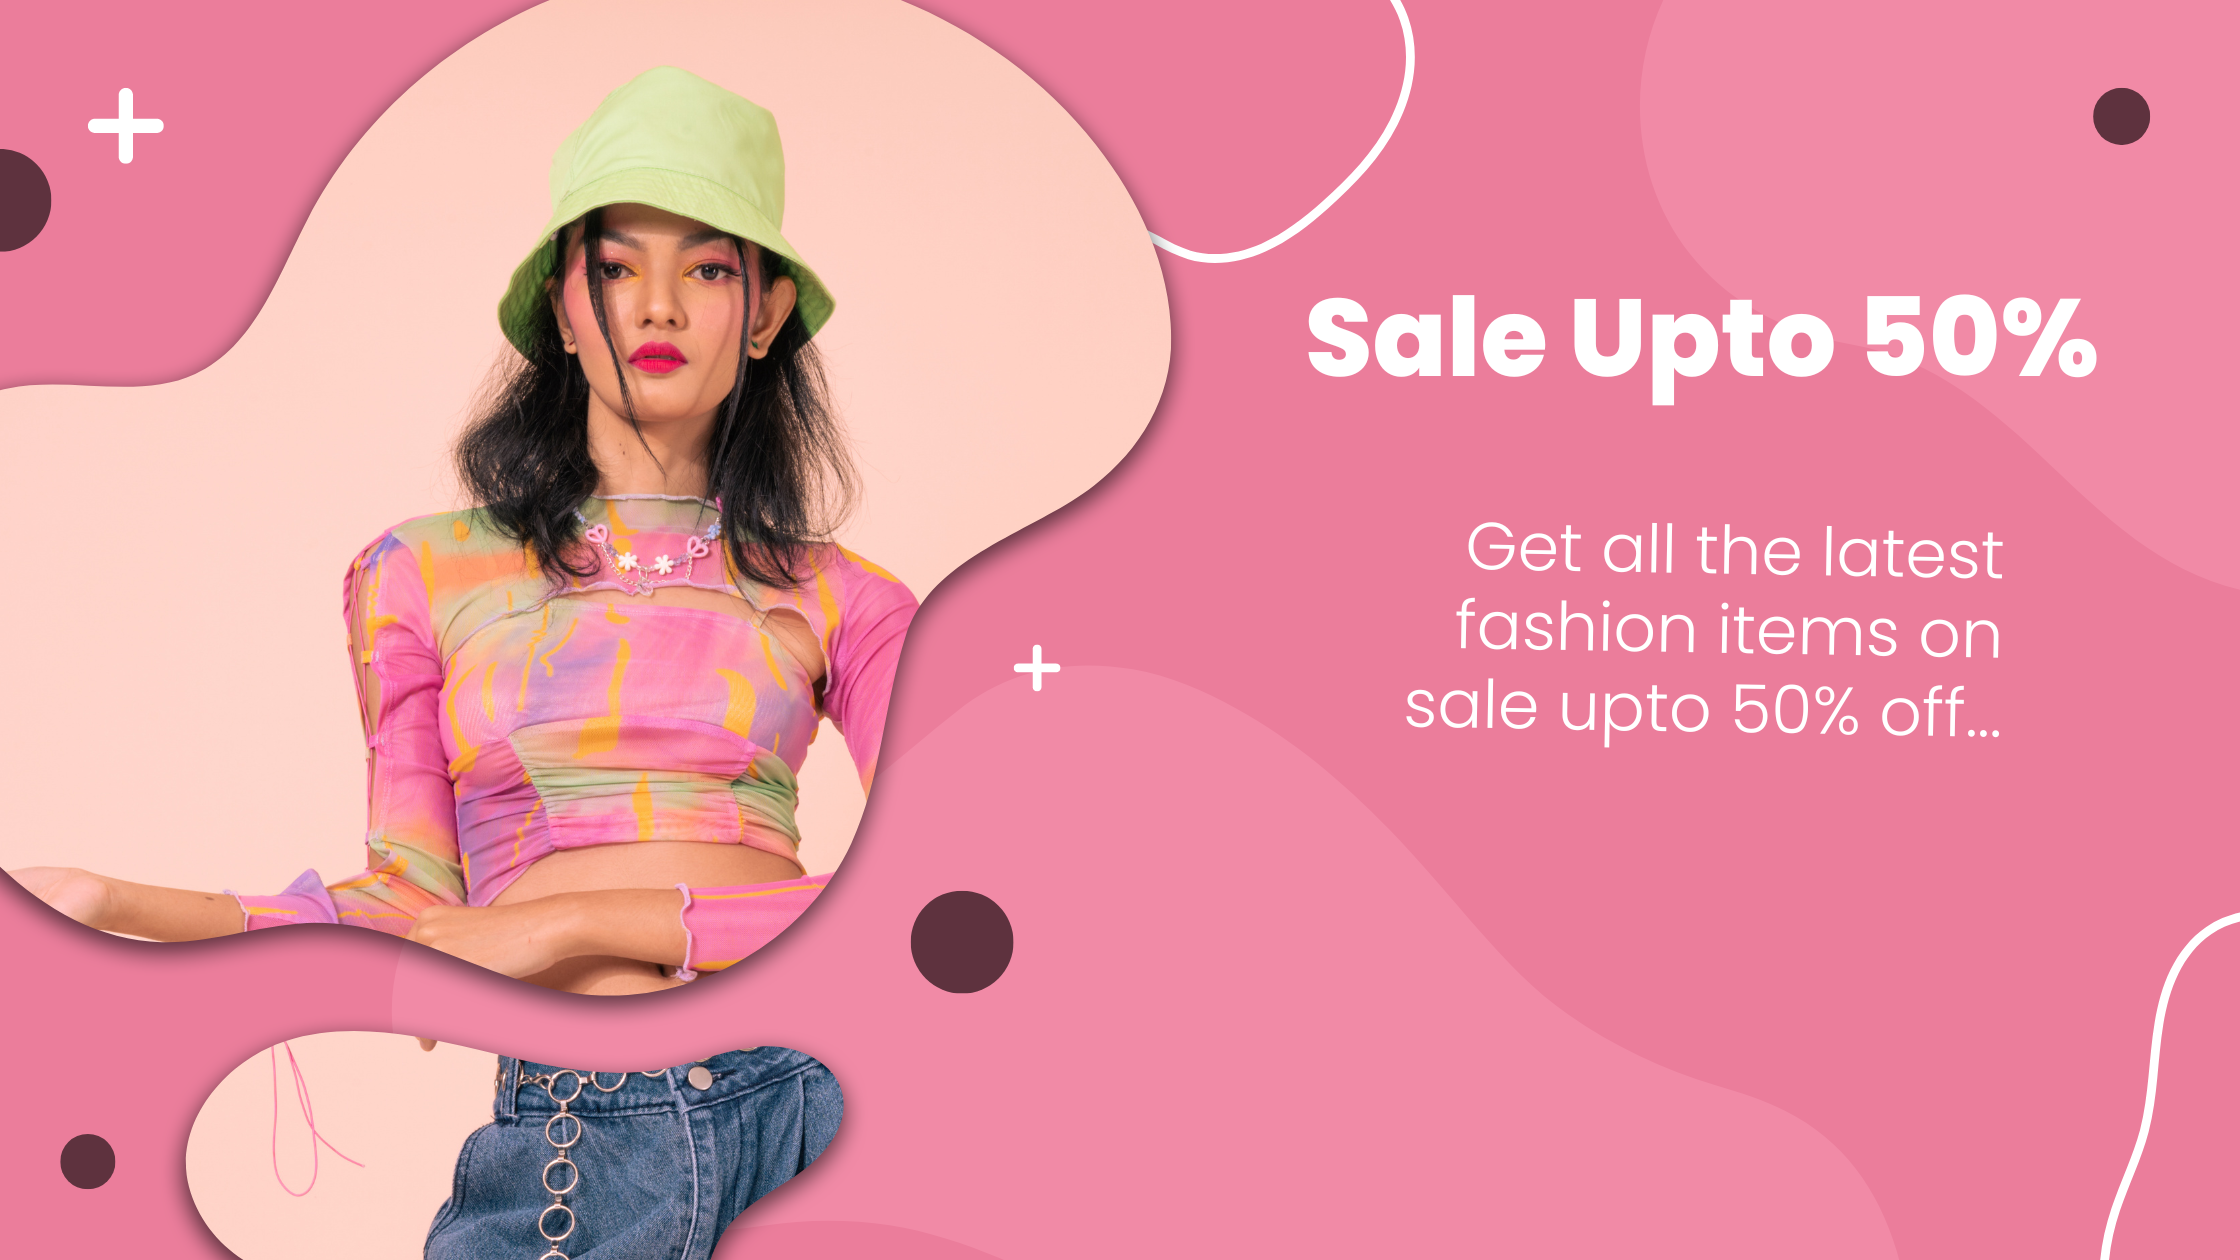 Sale Upto 50%
Get all the latest
fashion items on
sale upto 50% off...